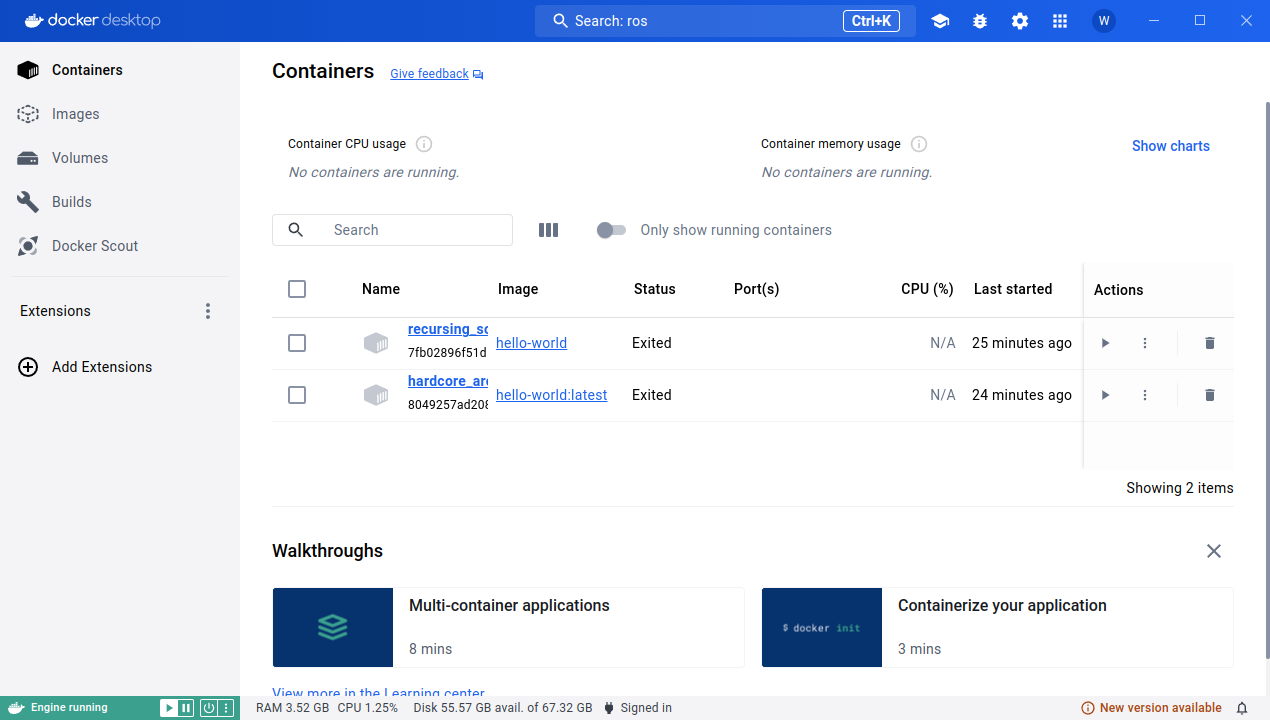 docker desktop
Search: ros
Ctrl+K
W
Containers
Images
Volumes
Builds
Docker Scout
Extensions
Add Extensions
Containers
Give feedback
Container CPU usage
No containers are running.
Container memory usage
No containers are running.
Show charts
Search
Only show running containers
Name Image Status Port(s) CPU (%) Last started Actions
recursing_sc
7fb02896f51d
hello-world Exited N/A 25 minutes ago
hardcore_arc
8049257ad208
hello-world:latest Exited N/A 24 minutes ago
Showing 2 items
Walkthroughs
Multi-container applications
8 mins
$ docker init
Containerize your application
3 mins
View more in the Learning center
Engine running
RAM 3.52 GB CPU 1.25% Disk 55.57 GB avail. of 67.32 GB Signed in
New version available